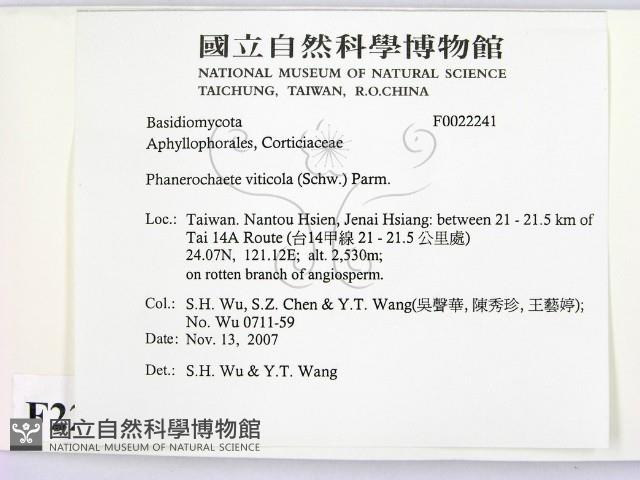 國立自然科學博物館
NATIONAL MUSEUM OF NATURAL SCIENCE
TAICHUNG, TAIWAN, R.O.CHINA
Basidiomycota F0022241
Aphyllophorales, Corticiaceae
Phanerochaete viticola (Schw.) Parm.
Loc.: Taiwan. Nantou Hsien, Jenai Hsiang: between 21 - 21.5 km of
Tai 14A Route (台14甲線 21 - 21.5 公里處)
24.07N, 121.12E; alt. 2,530m;
on rotten branch of angiosperm.
Col.: S.H. Wu, S.Z. Chen & Y.T. Wang(吳聲華, 陳秀珍, 王藝婷);
No. Wu 0711-59
Date: Nov. 13, 2007
Det.: S.H. Wu & Y.T. Wang
國立自然科學博物館
NATIONAL MUSEUM OF NATURAL SCIENCE